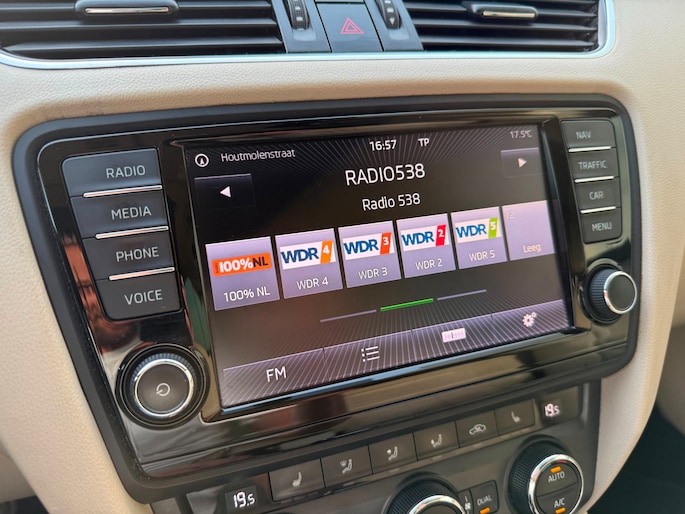 16:57 TP 17.5°C
Houtmolenstraat
RADIO538
Radio 538
100%NL WDR 4 WDR 3 WDR 2 WDR 5
100% NL WDR 4 WDR 3 WDR 2 WDR 5 Leeg
FM
RADIO
MEDIA
PHONE
VOICE
NAV
TRAFFIC
CAR
MENU
19.5
19.5
DUAL
AUTO
A/C